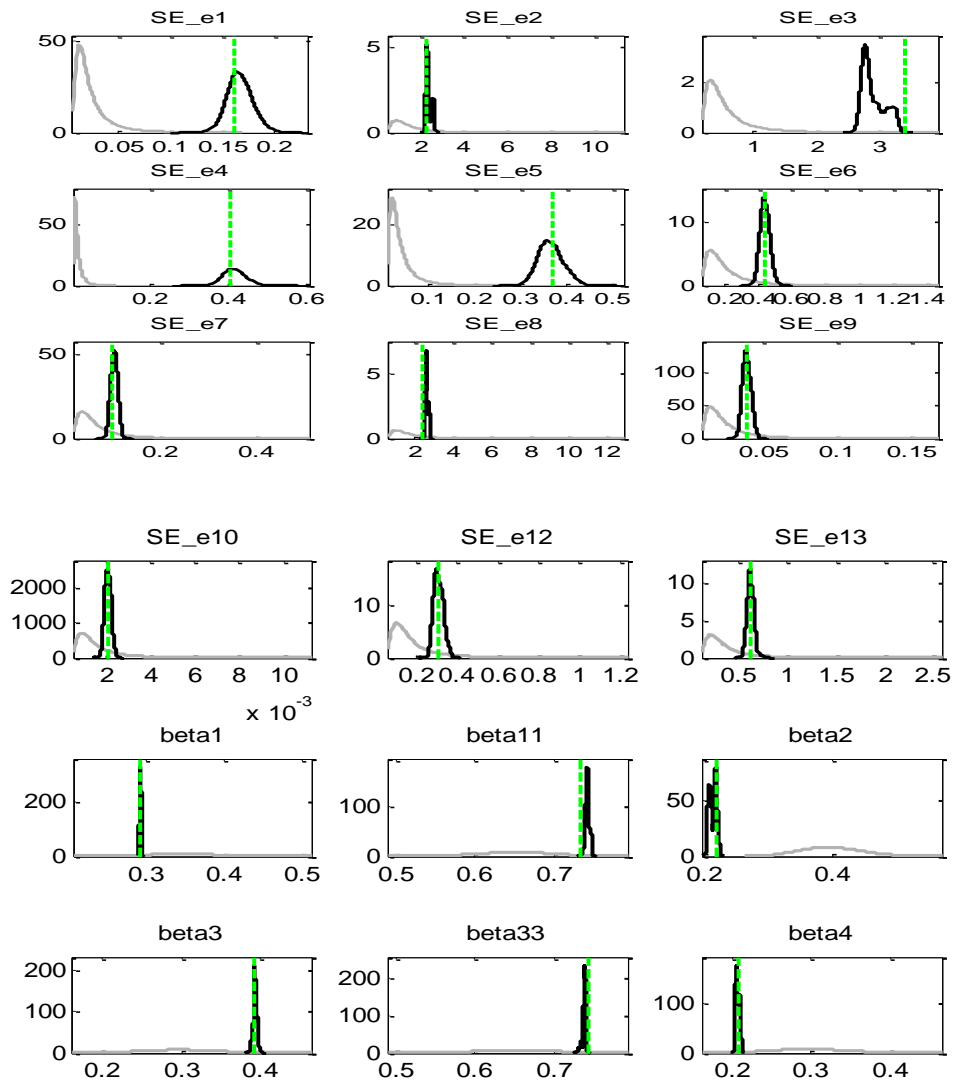 SE_e1 SE_e2 SE_e3
50 5 2
0 0 0
0.05 0.1 0.15 0.2 2 4 6 8 10 1 2 3
SE_e4 SE_e5 SE_e6
50 20 10
0 0 0
0.2 0.4 0.6 0.1 0.2 0.3 0.4 0.5 0.2 0.4 0.6 0.8 1 1.2 1.4
SE_e7 SE_e8 SE_e9
50 5 100
50
0 0 0
0.2 0.4 2 4 6 8 10 12 0.05 0.1 0.15
SE_e10 SE_e12 SE_e13
2000 10 10
1000 5
0 0 0
2 4 6 8 10 0.2 0.4 0.6 0.8 1 1.2 0.5 1 1.5 2 2.5
x 10-3
beta1 beta11 beta2
200 100 50
0 0 0
0.3 0.4 0.5 0.5 0.6 0.7 0.2 0.4
beta3 beta33 beta4
200 200 100
100 100
0 0 0
0.2 0.3 0.4 0.5 0.6 0.7 0.2 0.3 0.4